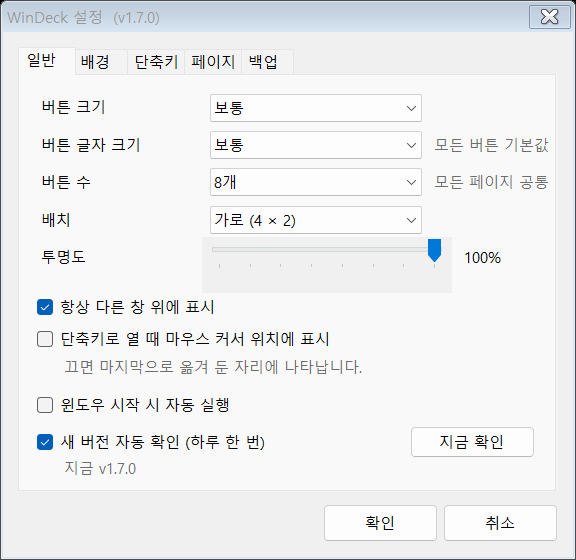 WinDeck 설정 (v1.7.0)
일반 배경 단축키 페이지 백업
버튼 크기 보통
버튼 글자 크기 보통 모든 버튼 기본값
버튼 수 8개 모든 페이지 공통
배치 가로 (4 × 2)
투명도 100%
항상 다른 창 위에 표시
단축키로 열 때 마우스 커서 위치에 표시
끄면 마지막으로 옮겨 둔 자리에 나타납니다.
윈도우 시작 시 자동 실행
새 버전 자동 확인 (하루 한 번) 지금 확인
지금 v1.7.0
확인 취소